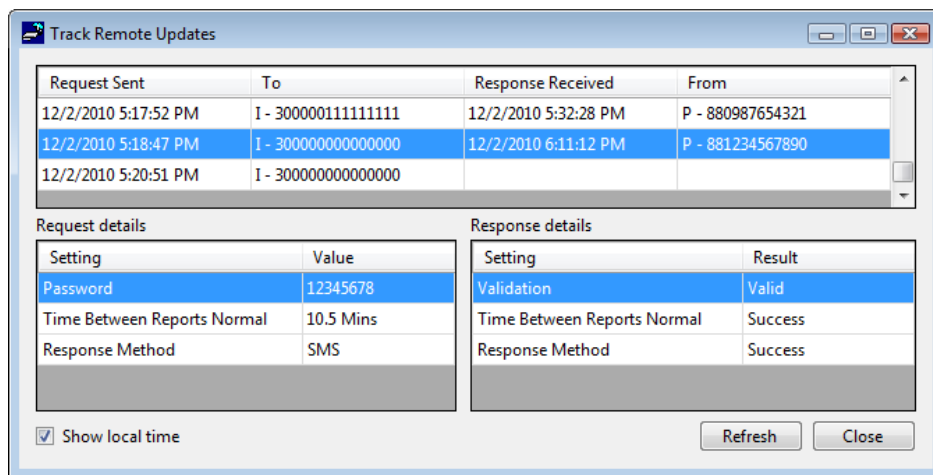 Track Remote Updates
Request Sent To Response Received From
12/2/2010 5:17:52 PM I - 300000111111111 12/2/2010 5:32:28 PM P - 880987654321
12/2/2010 5:18:47 PM I - 300000000000000 12/2/2010 6:11:12 PM P - 881234567890
12/2/2010 5:20:51 PM I - 300000000000000
Request details Response details
Setting Value Setting Result
Password 12345678 Validation Valid
Time Between Reports Normal 10.5 Mins Time Between Reports Normal Success
Response Method SMS Response Method Success
Show local time Refresh Close